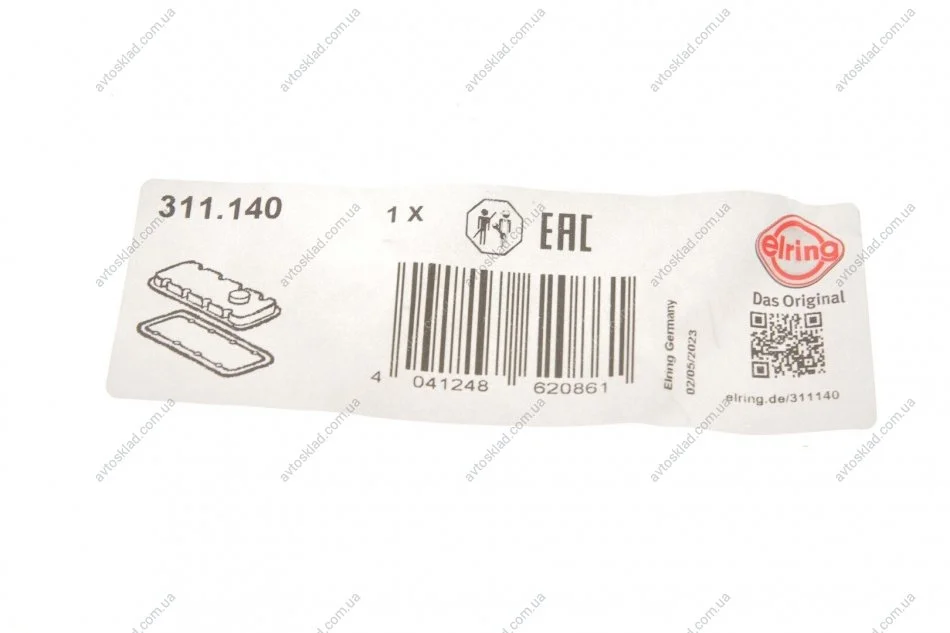 311.140
1 X
EAC
elring
Das Original
4 041248 620861
Elring Germany
02/05/2023
elring.de/311140
avtosklad.com.ua